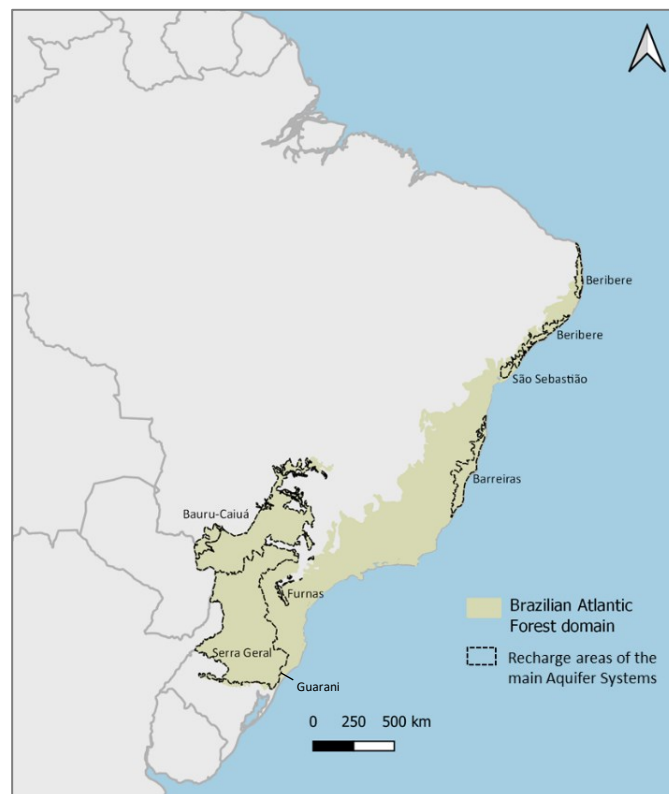 Beribere
Beribere
São Sebastião
Barreiras
Bauru-Caiuá
Furnas
Brazilian Atlantic
Forest domain
Serra Geral
Recharge areas of the
main Aquifer Systems
Guarani
0 250 500 km